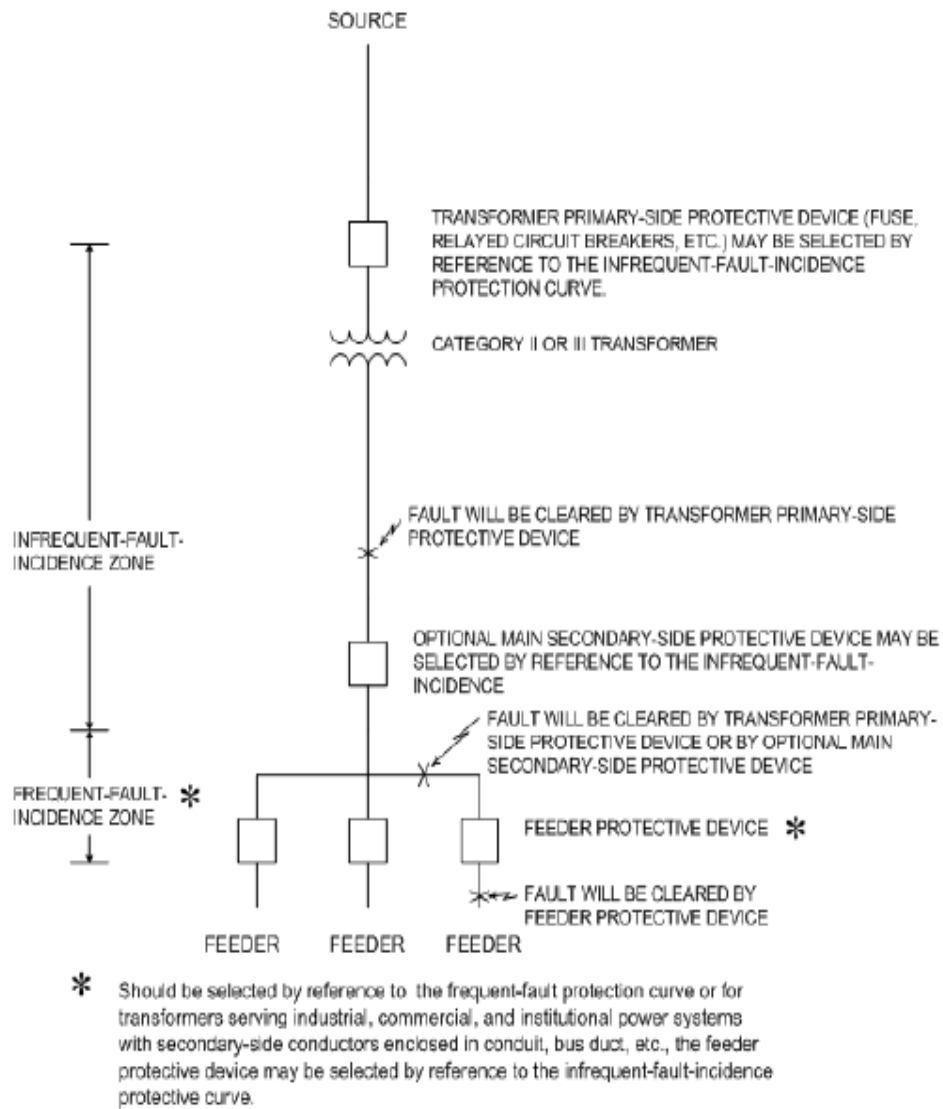 SOURCE
TRANSFORMER PRIMARY-SIDE PROTECTIVE DEVICE (FUSE,
RELAYED CIRCUIT BREAKERS, ETC.) MAY BE SELECTED BY
REFERENCE TO THE INFREQUENT-FAULT-INCIDENCE
PROTECTION CURVE.
CATEGORY II OR III TRANSFORMER
FAULT WILL BE CLEARED BY TRANSFORMER PRIMARY-SIDE
PROTECTIVE DEVICE
INFREQUENT-FAULT-
INCIDENCE ZONE
OPTIONAL MAIN SECONDARY-SIDE PROTECTIVE DEVICE MAY BE
SELECTED BY REFERENCE TO THE INFREQUENT-FAULT-
INCIDENCE
FAULT WILL BE CLEARED BY TRANSFORMER PRIMARY-
SIDE PROTECTIVE DEVICE OR BY OPTIONAL MAIN
SECONDARY-SIDE PROTECTIVE DEVICE
FREQUENT-FAULT- *
INCIDENCE ZONE
FEEDER PROTECTIVE DEVICE *
FAULT WILL BE CLEARED BY
FEEDER PROTECTIVE DEVICE
FEEDER FEEDER FEEDER
* Should be selected by reference to the frequent-fault protection curve or for
transformers serving industrial, commercial, and institutional power systems
with secondary-side conductors enclosed in conduit, bus duct, etc., the feeder
protective device may be selected by reference to the infrequent-fault-incidence
protective curve.